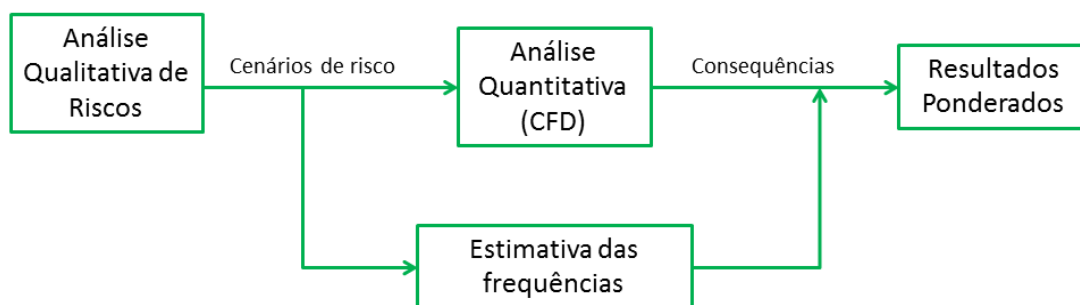 Análise
Qualitativa de
Riscos
Cenários de risco
Análise
Quantitativa
(CFD)
Consequências
Resultados
Ponderados
Estimativa das
frequências